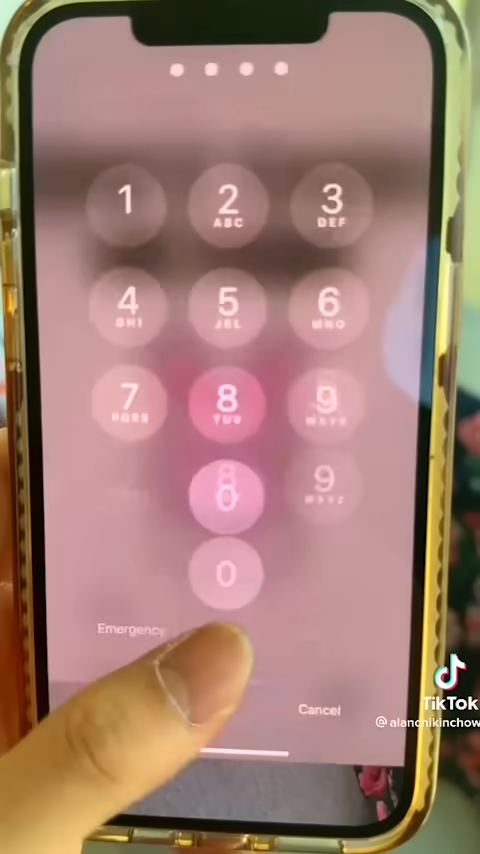 1 2 3
ABC DEF
4 5 6
GHI JKL MNO
7 8 9
PQRS TUV
8 9
0 WXYZ
0
Emergency
Cancel
TikTok
@alanchikinchow